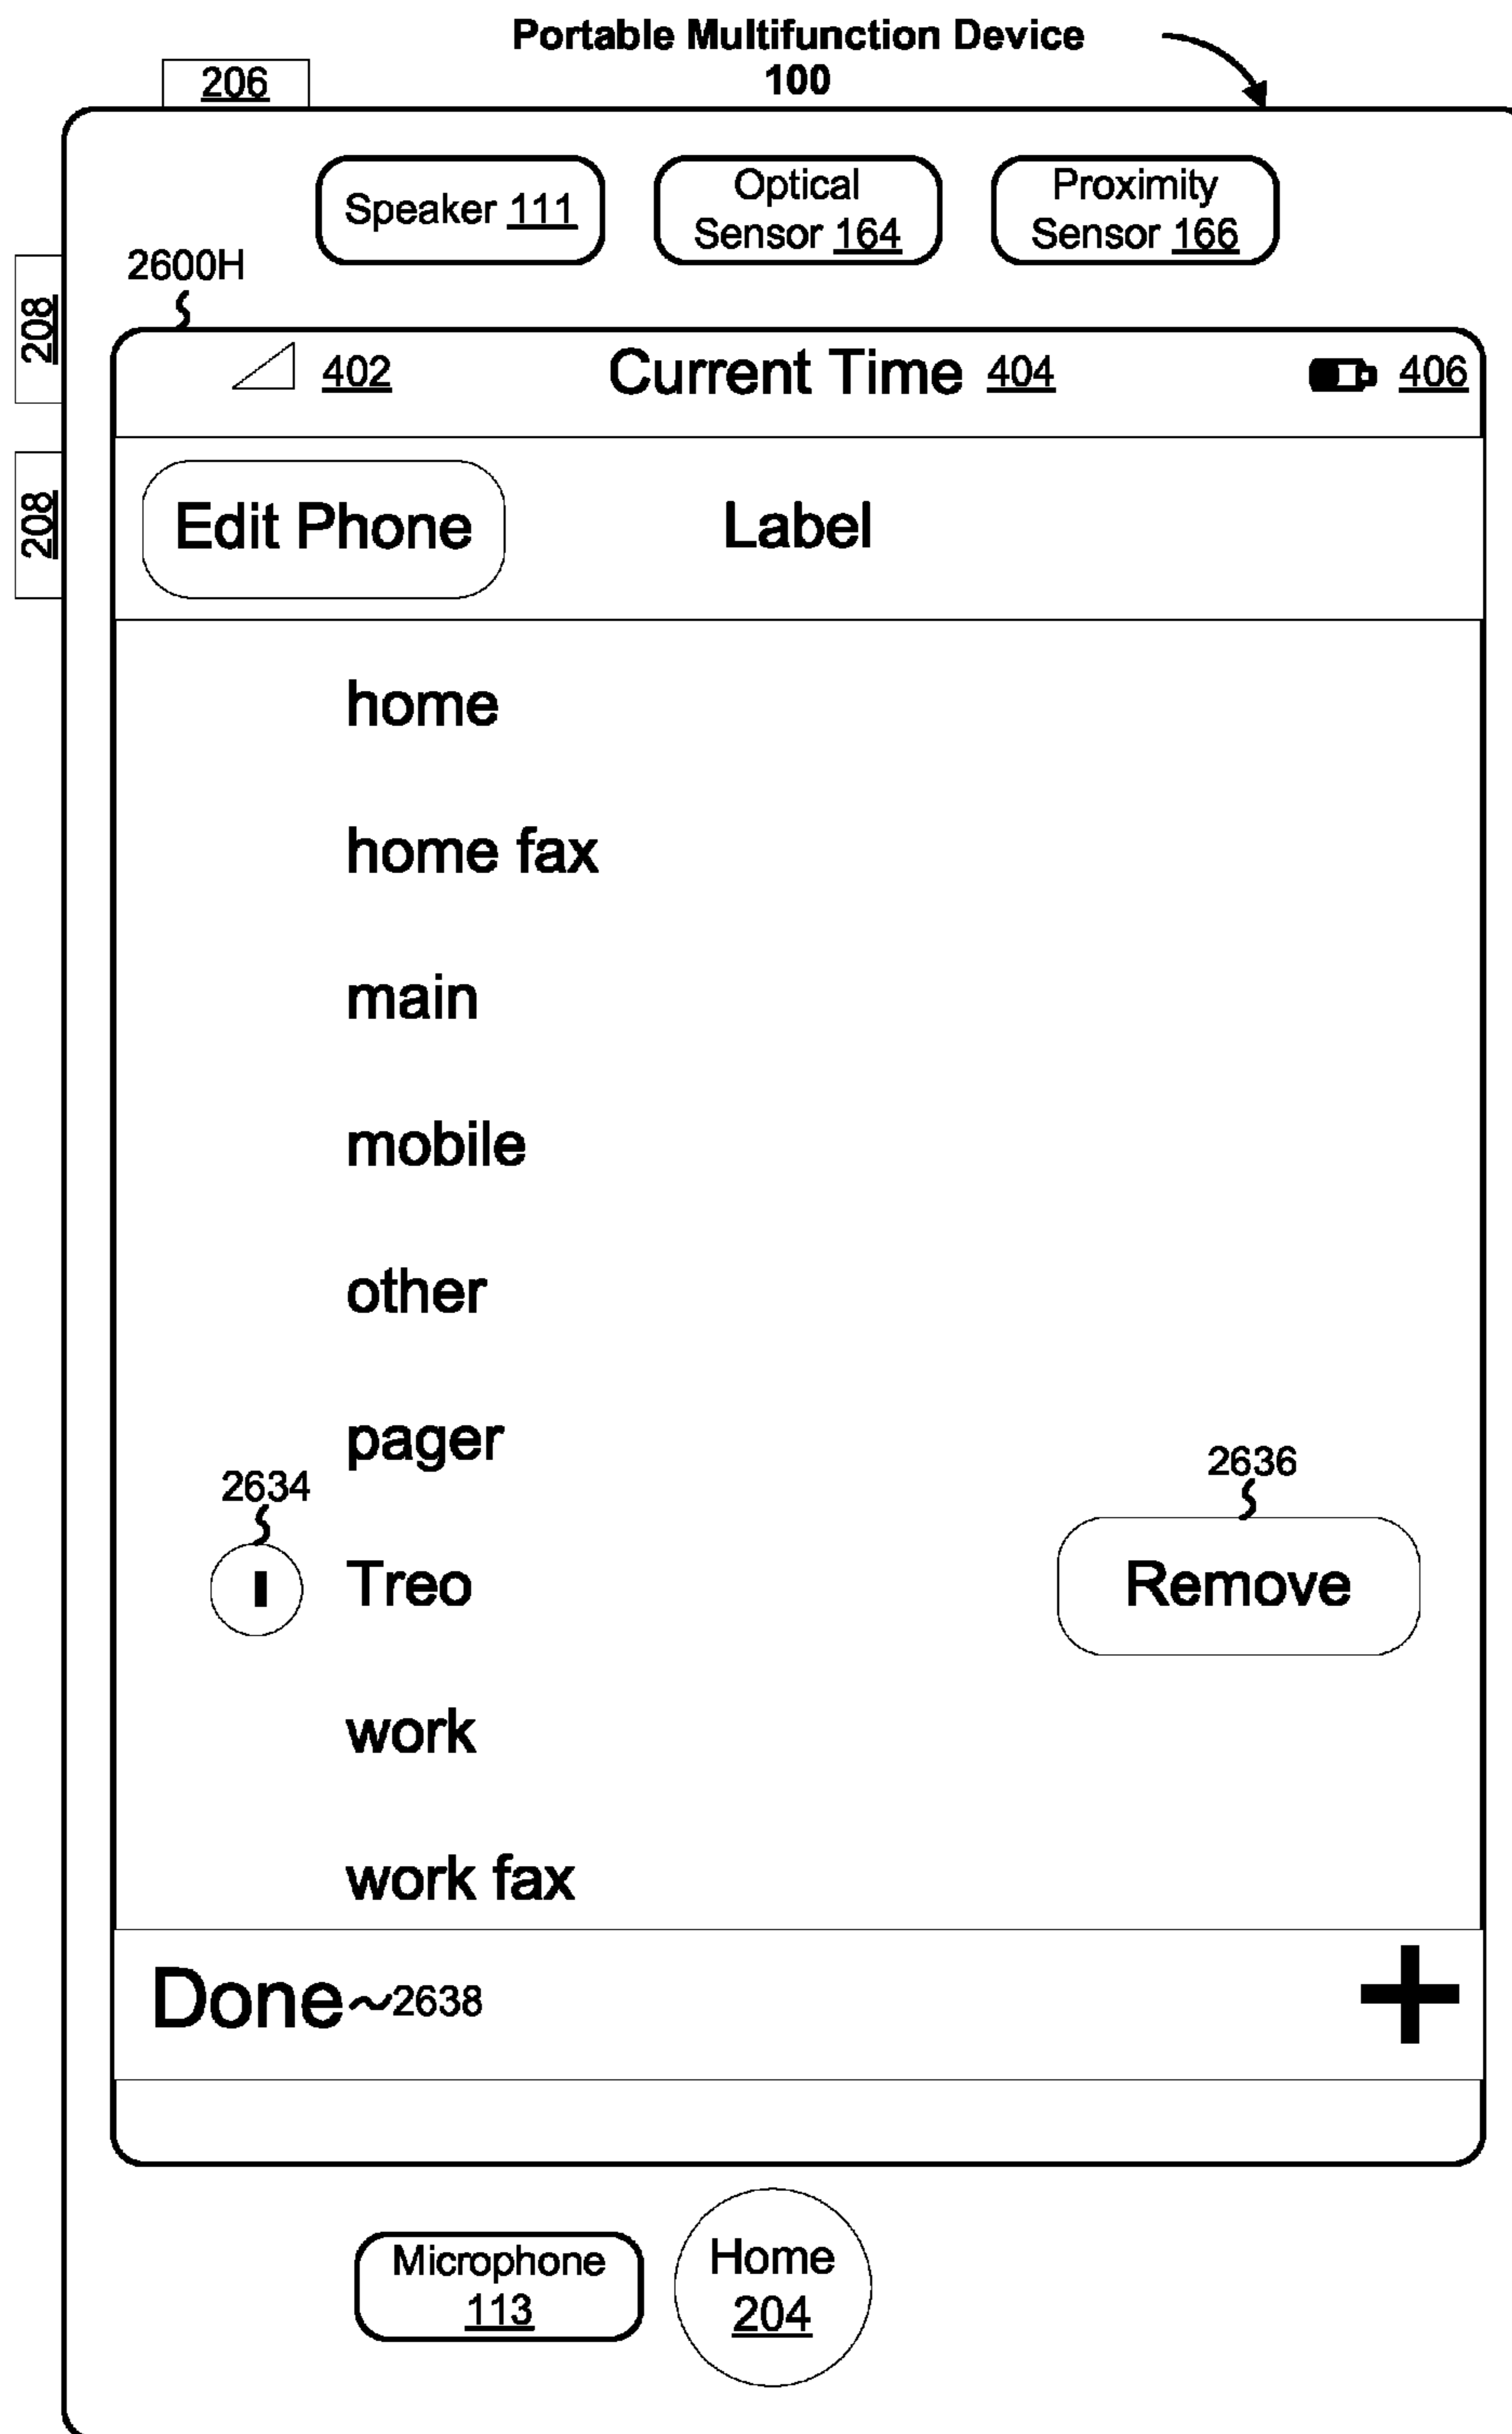 Portable Multifunction Device
100
206
Speaker 111
Optical
Sensor 164
Proximity
Sensor 166
2600H
208
402
Current Time 404
406
208
Edit Phone
Label
home
home fax
main
mobile
other
pager
2634
2636
Treo
Remove
work
work fax
Done
2638
+
Microphone
113
Home
204